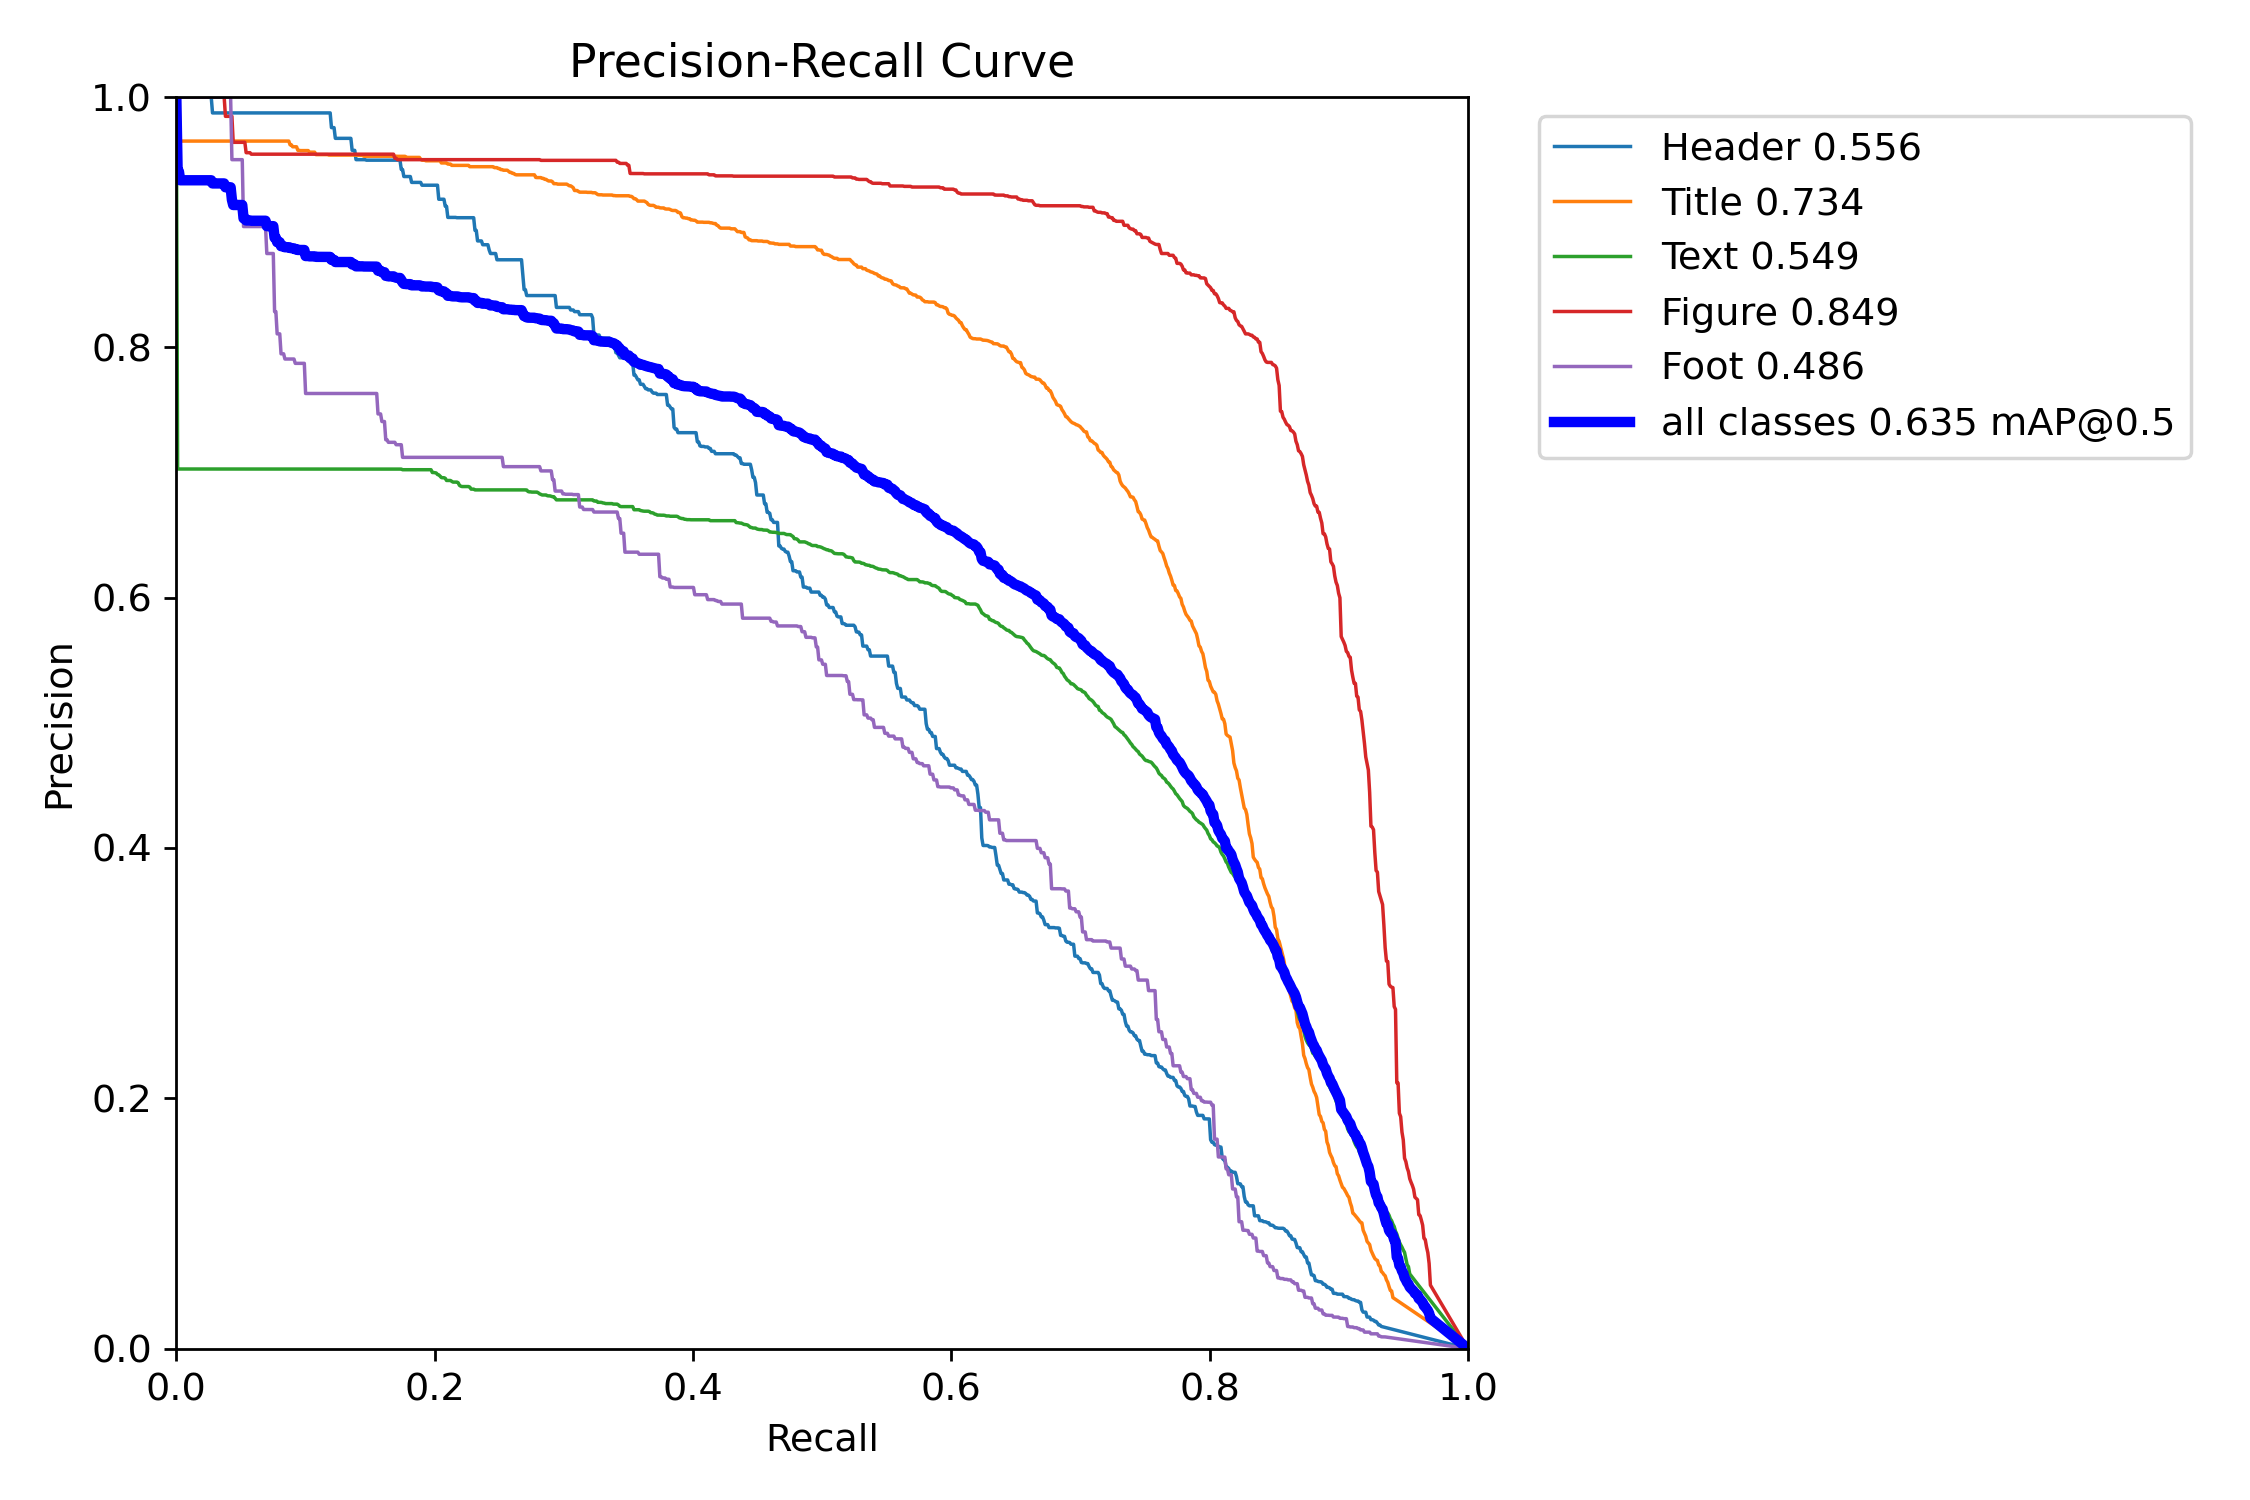 Precision-Recall Curve
1.0
0.8
0.6
0.4
0.2
0.0
Precision
0.0 0.2 0.4 0.6 0.8 1.0
Recall
Header 0.556
Title 0.734
Text 0.549
Figure 0.849
Foot 0.486
all classes 0.635 mAP@0.5